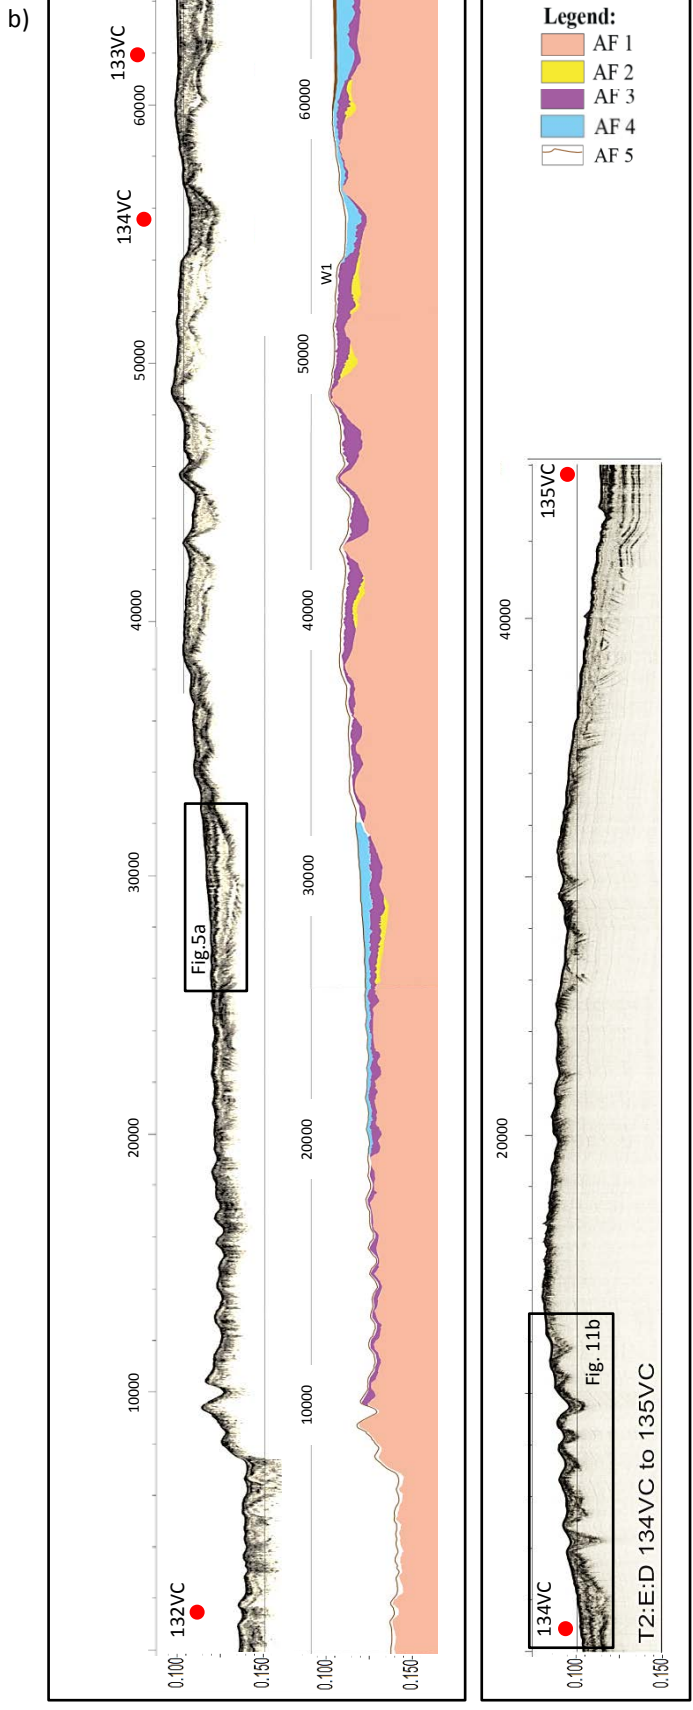 b)
133VC
60000
134VC
50000
40000
30000
Fig.5a
20000
10000
132VC
0.100
0.150
60000
W1
50000
40000
30000
20000
10000
0.100
0.150
Legend:
AF 1
AF 2
AF 3
AF 4
AF 5
135VC
40000
20000
Fig. 11b
134VC
T2:E:D 134VC to 135VC
0.100
0.150